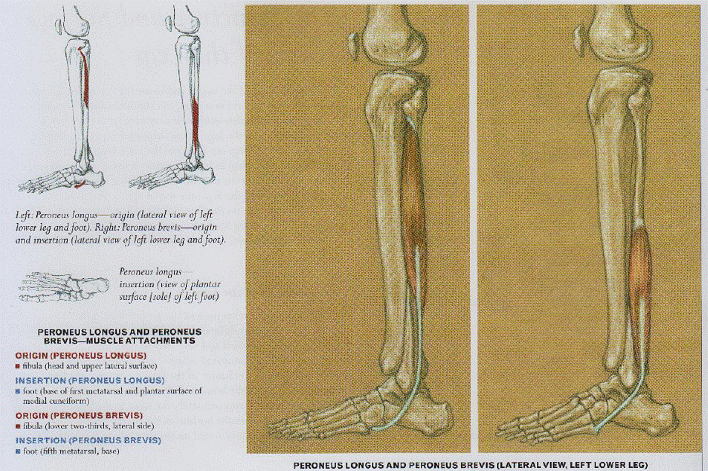 Left: Peroneus longus—origin (lateral view of left
lower leg and foot). Right: Peroneus brevis—origin
and insertion (lateral view of left lower leg and foot).
Peroneus longus—
insertion (view of plantar
surface [sole] of left foot)
PERONEUS LONGUS AND PERONEUS
BREVIS—MUSCLE ATTACHMENTS
ORIGIN (PERONEUS LONGUS)
■ fibula (head and upper lateral surface)
INSERTION (PERONEUS LONGUS)
■ foot (base of first metatarsal and plantar surface of
medial cuneiform)
ORIGIN (PERONEUS BREVIS)
■ fibula (lower two-thirds, lateral side)
INSERTION (PERONEUS BREVIS)
■ foot (fifth metatarsal, base)
PERONEUS LONGUS AND PERONEUS BREVIS (LATERAL VIEW, LEFT LOWER LEG)